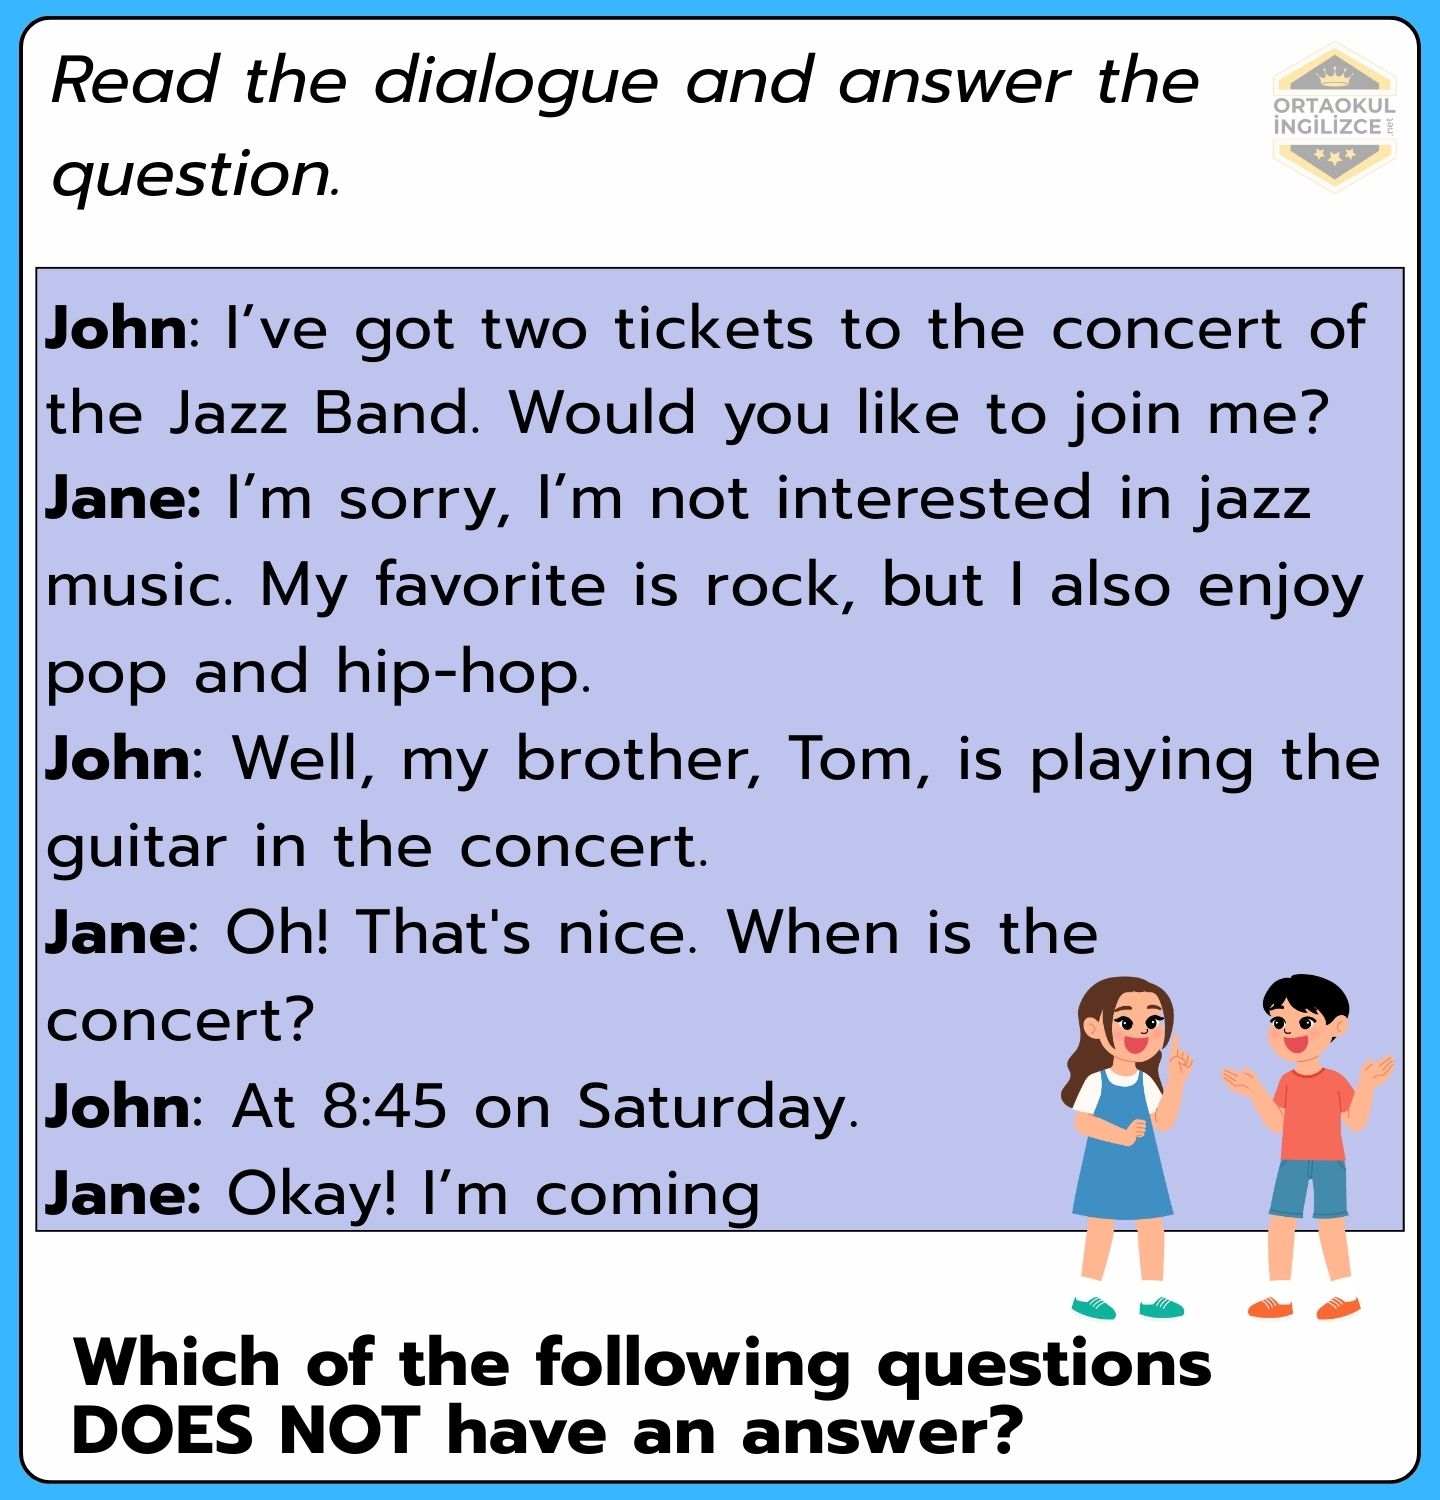 Read the dialogue and answer the
question.
ORTAOKUL
İNGİLİZCE
.net
John: I’ve got two tickets to the concert of
the Jazz Band. Would you like to join me?
Jane: I’m sorry, I’m not interested in jazz
music. My favorite is rock, but I also enjoy
pop and hip-hop.
John: Well, my brother, Tom, is playing the
guitar in the concert.
Jane: Oh! That's nice. When is the
concert?
John: At 8:45 on Saturday.
Jane: Okay! I’m coming
Which of the following questions
DOES NOT have an answer?